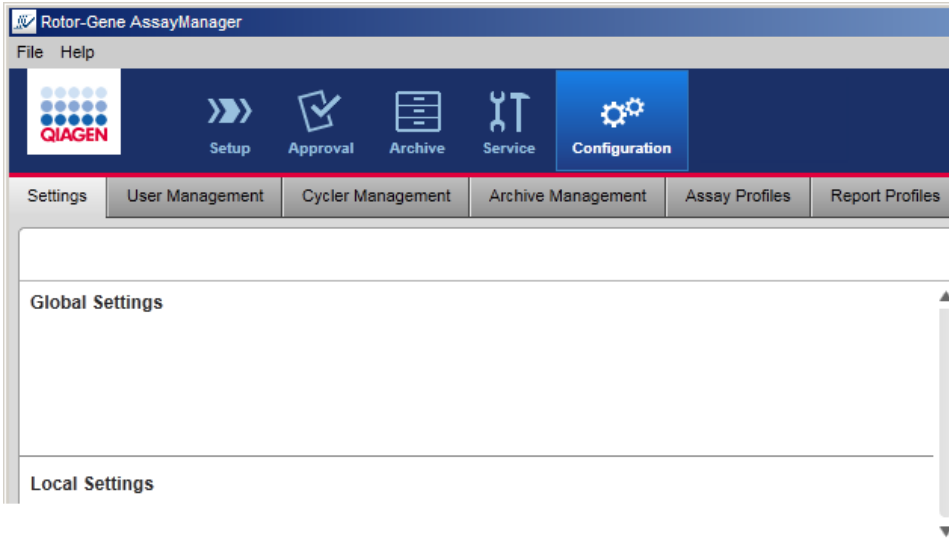 Rotor-Gene AssayManager
File Help
QIAGEN
Setup Approval Archive Service Configuration
Settings User Management Cycler Management Archive Management Assay Profiles Report Profiles
Global Settings
Local Settings